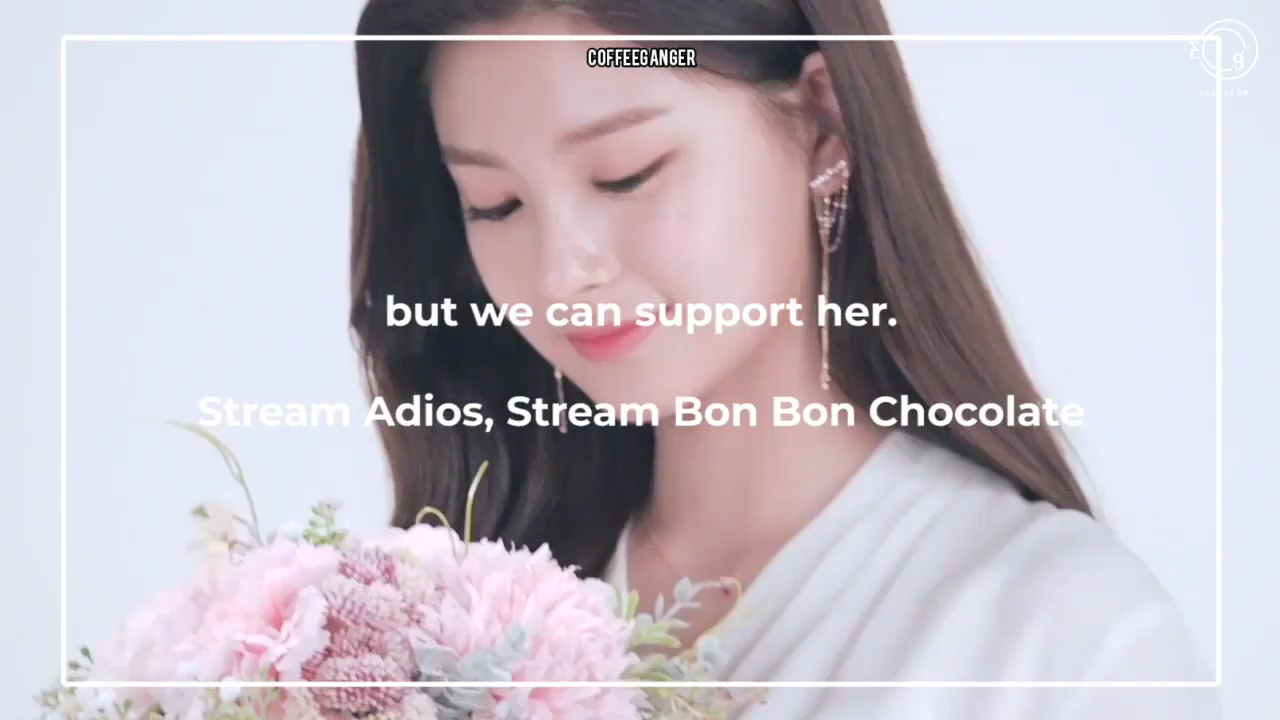 COFFEEGANGER
but we can support her.
Stream Adios, Stream Bon Bon Chocolate